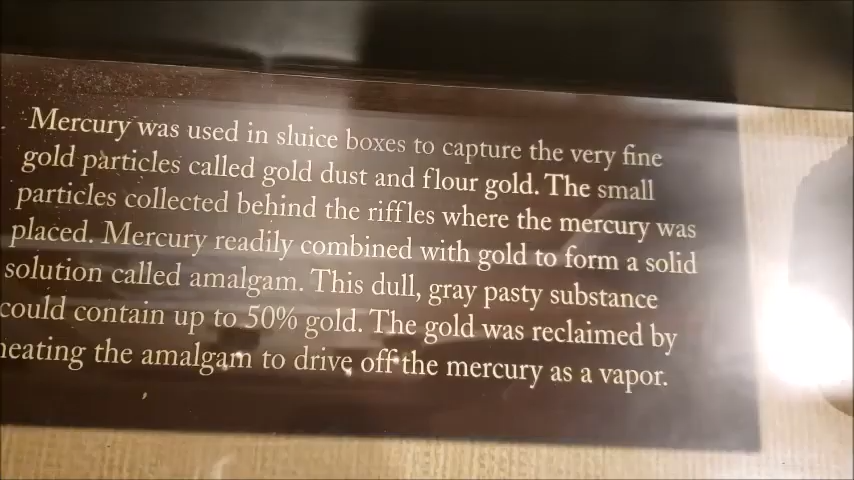 Mercury was used in sluice boxes to capture the very fine
gold particles called gold dust and flour gold. The small
particles collected behind the riffles where the mercury was
placed. Mercury readily combined with gold to form a solid
solution called amalgam. This dull, gray pasty substance
could contain up to 50% gold. The gold was reclaimed by
heating the amalgam to drive off the mercury as a vapor.